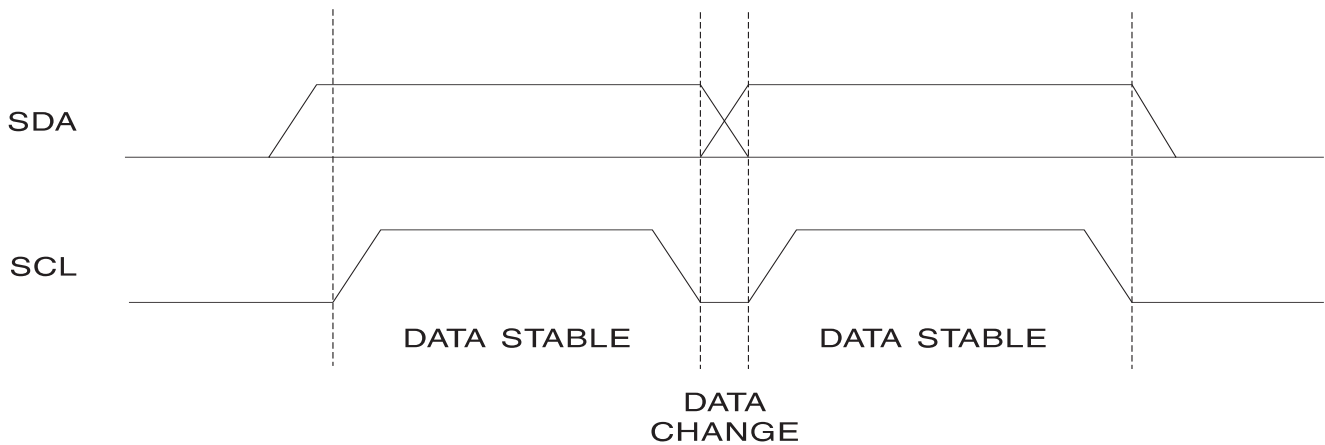 SDA
SCL
DATA STABLE
DATA STABLE
DATA
CHANGE